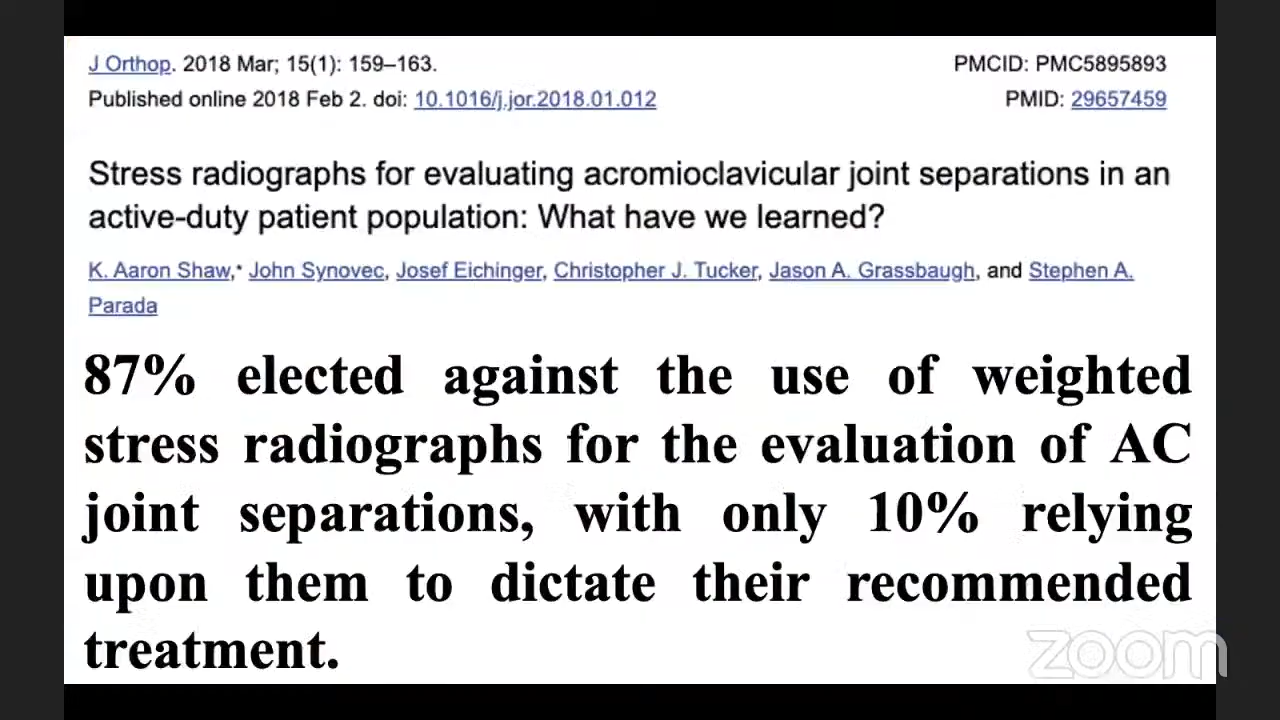 J Orthop. 2018 Mar; 15(1): 159–163. PMCID: PMC5895893
Published online 2018 Feb 2. doi: 10.1016/j.jor.2018.01.012 PMID: 29657459
Stress radiographs for evaluating acromioclavicular joint separations in an
active-duty patient population: What have we learned?
K. Aaron Shaw,* John Synovec, Josef Eichinger, Christopher J. Tucker, Jason A. Grassbaugh, and Stephen A.
Parada
87% elected against the use of weighted
stress radiographs for the evaluation of AC
joint separations, with only 10% relying
upon them to dictate their recommended
treatment.
zoom